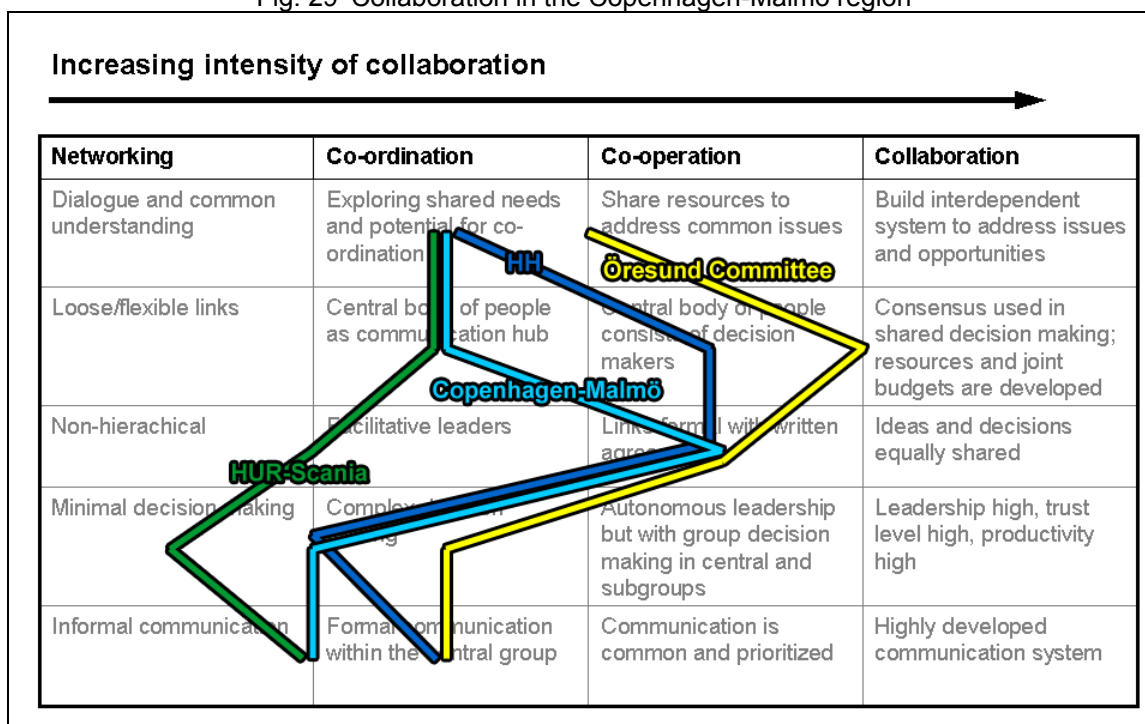 Fig. 29 Collaboration in the Copenhagen-Malmö region
Increasing intensity of collaboration
Networking
Co-ordination
Co-operation
Collaboration
Dialogue and common
understanding
Exploring shared needs
and potential for co-
ordination
Share resources to
address common issues
Build interdependent
system to address issues
and opportunities
HH
Öresund Committee
Loose/flexible links
Central body of people
as communication hub
Central body of people
consists of decision
makers
Consensus used in
shared decision making;
resources and joint
budgets are developed
Copenhagen-Malmö
Non-hierachical
Facilitative leaders
Links formal with written
Ideas and decisions
equally shared
HUR-Scania
Minimal decision making
Complex
Autonomous leadership
but with group decision
making in central and
subgroups
Leadership high, trust
level high, productivity
high
Informal communication
Formal communication
within the central group
Communication is
common and prioritized
Highly developed
communication system